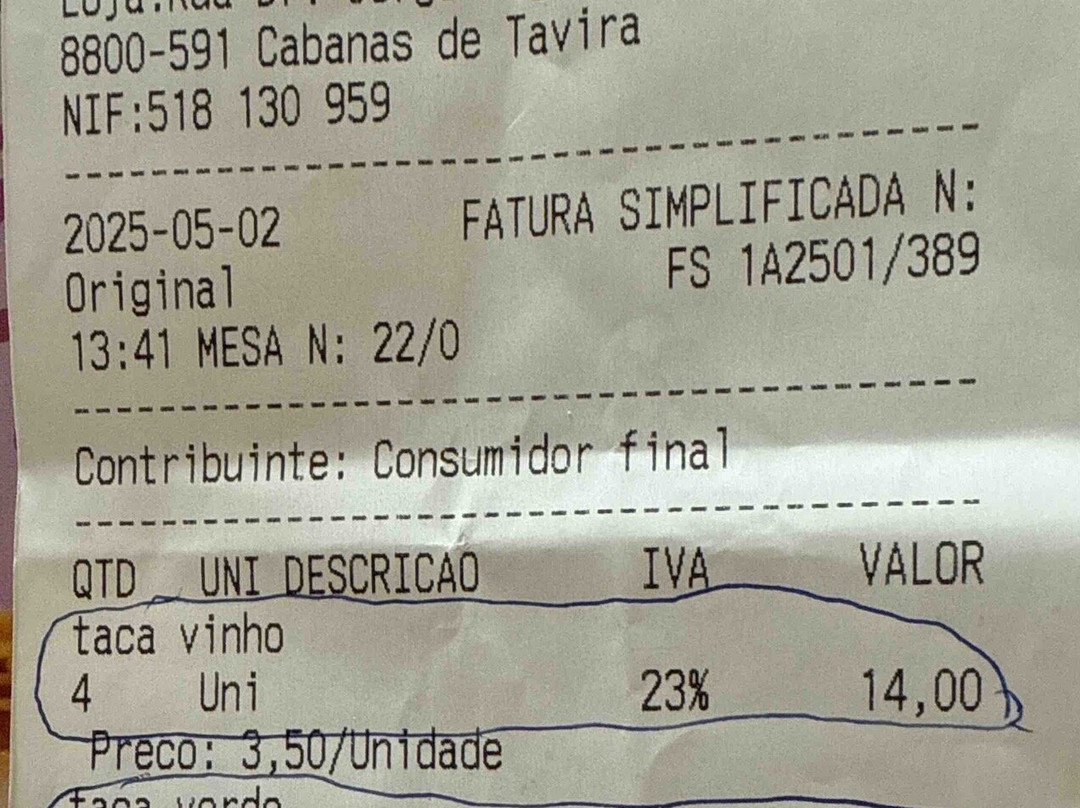 8800-591 Cabanas de Tavira
NIF:518 130 959
2025-05-02 FATURA SIMPLIFICADA N:
Original FS 1A2501/389
13:41 MESA N: 22/0
Contribuinte: Consumidor final
QTD UNI DESCRICAO IVA VALOR
taca vinho
4 Uni 23% 14,00
Preco: 3,50/Unidade
taca verde